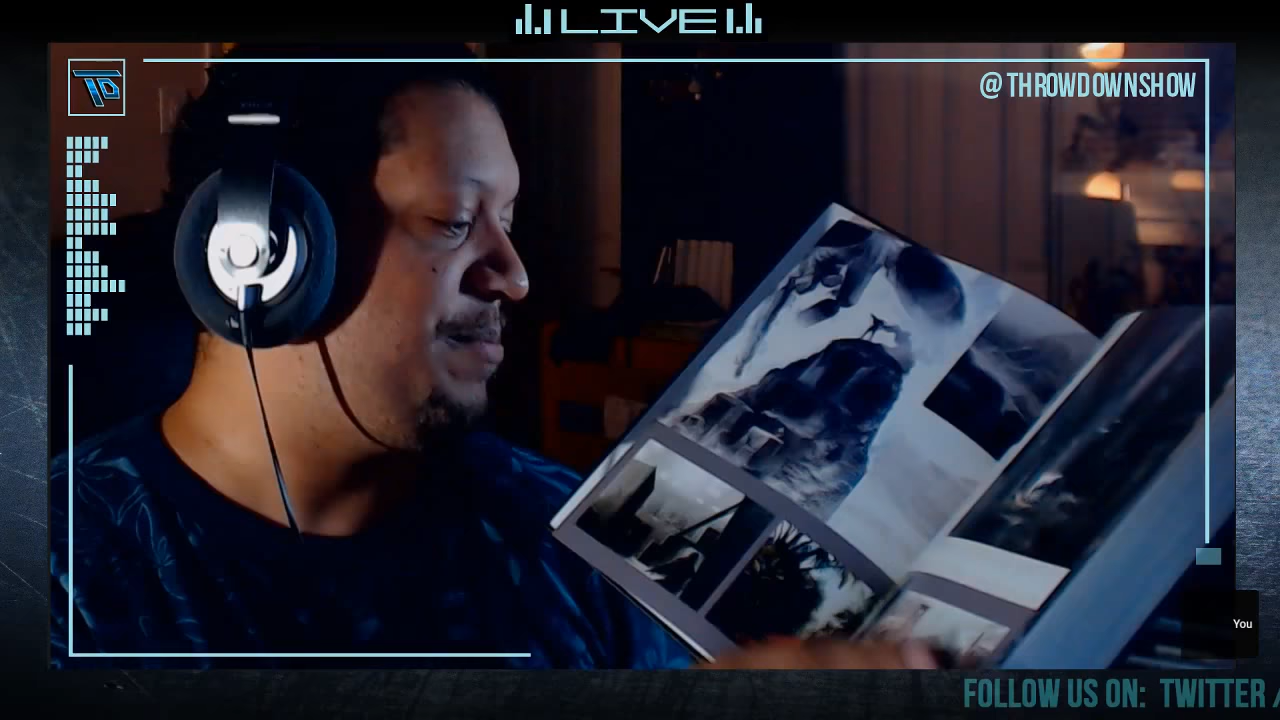 LIVE
TD
@THROWDOWNSHOW
You
FOLLOW US ON: TWITTER /